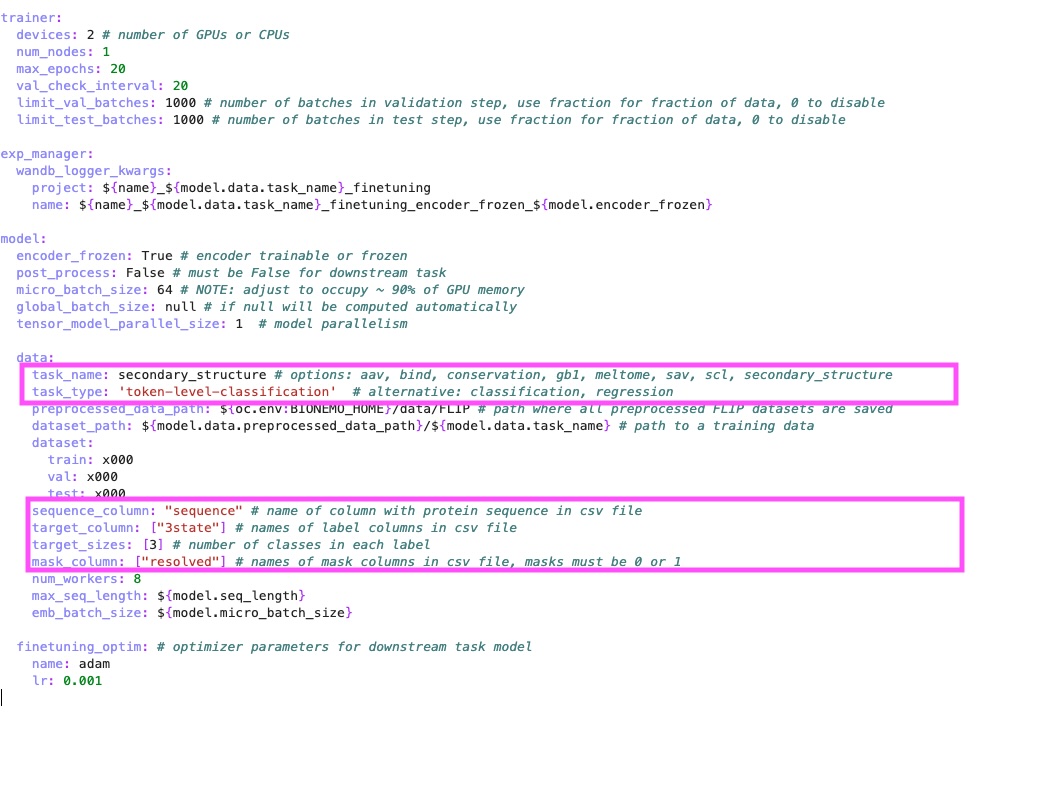 trainer:
  devices: 2 # number of GPUs or CPUs
  num_nodes: 1
  max_epochs: 20
  val_check_interval: 20
  limit_val_batches: 1000 # number of batches in validation step, use fraction for fraction of data, 0 to disable
  limit_test_batches: 1000 # number of batches in test step, use fraction for fraction of data, 0 to disable

exp_manager:
  wandb_logger_kwargs:
    project: ${name}_${model.data.task_name}_finetuning
    name: ${name}_${model.data.task_name}_finetuning_encoder_frozen_${model.encoder_frozen}

model:
  encoder_frozen: True # encoder trainable or frozen
  post_process: False # must be False for downstream task
  micro_batch_size: 64 # NOTE: adjust to occupy ~ 90% of GPU memory
  global_batch_size: null # if null will be computed automatically
  tensor_model_parallel_size: 1  # model parallelism

  data:
    task_name: secondary_structure # options: aav, bind, conservation, gb1, meltome, sav, scl, secondary_structure
    task_type: 'token-level-classification'  # alternative: classification, regression
    preprocessed_data_path: ${oc.env:BIONEMO_HOME}/data/FLIP # path where all preprocessed FLIP datasets are saved
    dataset_path: ${model.data.preprocessed_data_path}/${model.data.task_name} # path to a training data
    dataset:
      train: x000
      val: x000
      test: x000
    sequence_column: "sequence" # name of column with protein sequence in csv file
    target_column: ["3state"] # names of label columns in csv file
    target_sizes: [3] # number of classes in each label
    mask_column: ["resolved"] # names of mask columns in csv file, masks must be 0 or 1
    num_workers: 8
    max_seq_length: ${model.seq_length}
    emb_batch_size: ${model.micro_batch_size}

  finetuning_optim: # optimizer parameters for downstream task model
    name: adam
    lr: 0.001